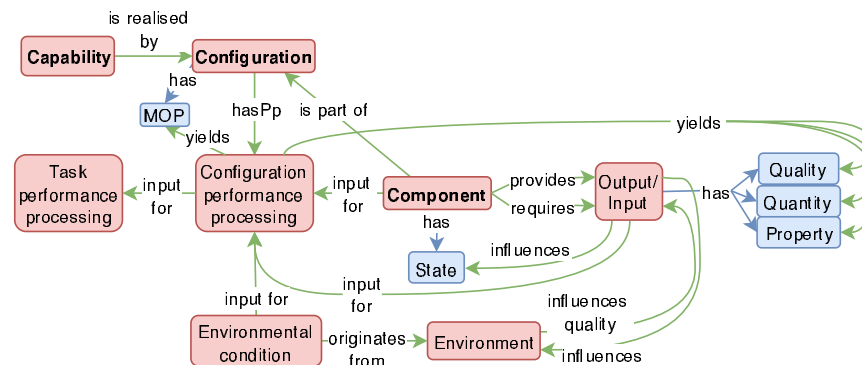 is realised
by
Capability
Configuration
has
MOP
hasPp
is part of
yields
yields
Task
performance
processing
input
for
Configuration
performance
processing
input
for
Component
provides
requires
Output/
Input
has
Quality
Quantity
Property
has
State
influences
input for
input
for
influences
quality
Environmental
condition
originates
from
Environment
influences